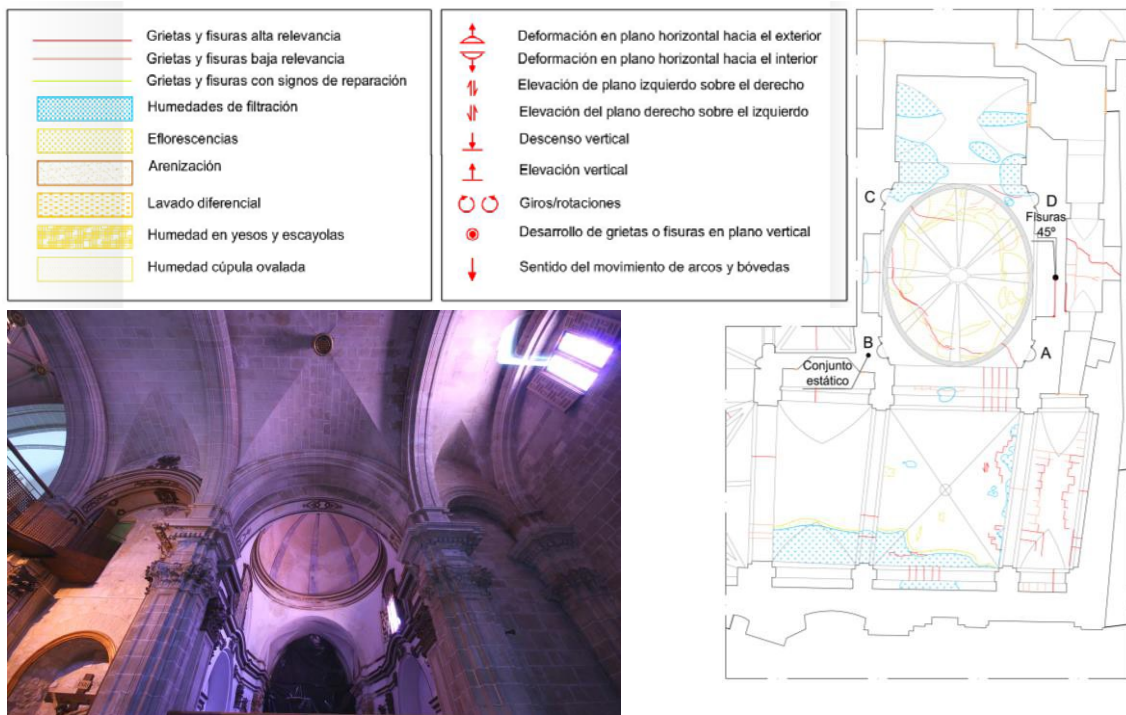 Grietas y fisuras alta relevancia
Grietas y fisuras baja relevancia
Grietas y fisuras con signos de reparación
Humedades de filtración
Eflorescencias
Arenización
Lavado diferencial
Humedad en yesos y escayolas
Humedad cúpula ovalada
Deformación en plano horizontal hacia el exterior
Deformación en plano horizontal hacia el interior
Elevación de plano izquierdo sobre el derecho
Elevación del plano derecho sobre el izquierdo
Descenso vertical
Elevación vertical
Giros/rotaciones
Desarrollo de grietas o fisuras en plano vertical
Sentido del movimiento de arcos y bóvedas
C
D
Fisuras
45º
B
A
Conjunto
estático